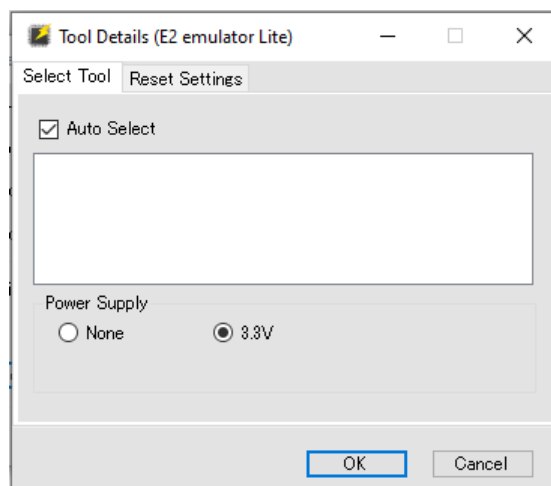 Tool Details (E2 emulator Lite)
Select Tool Reset Settings
Auto Select
Power Supply
None 3.3V
OK Cancel